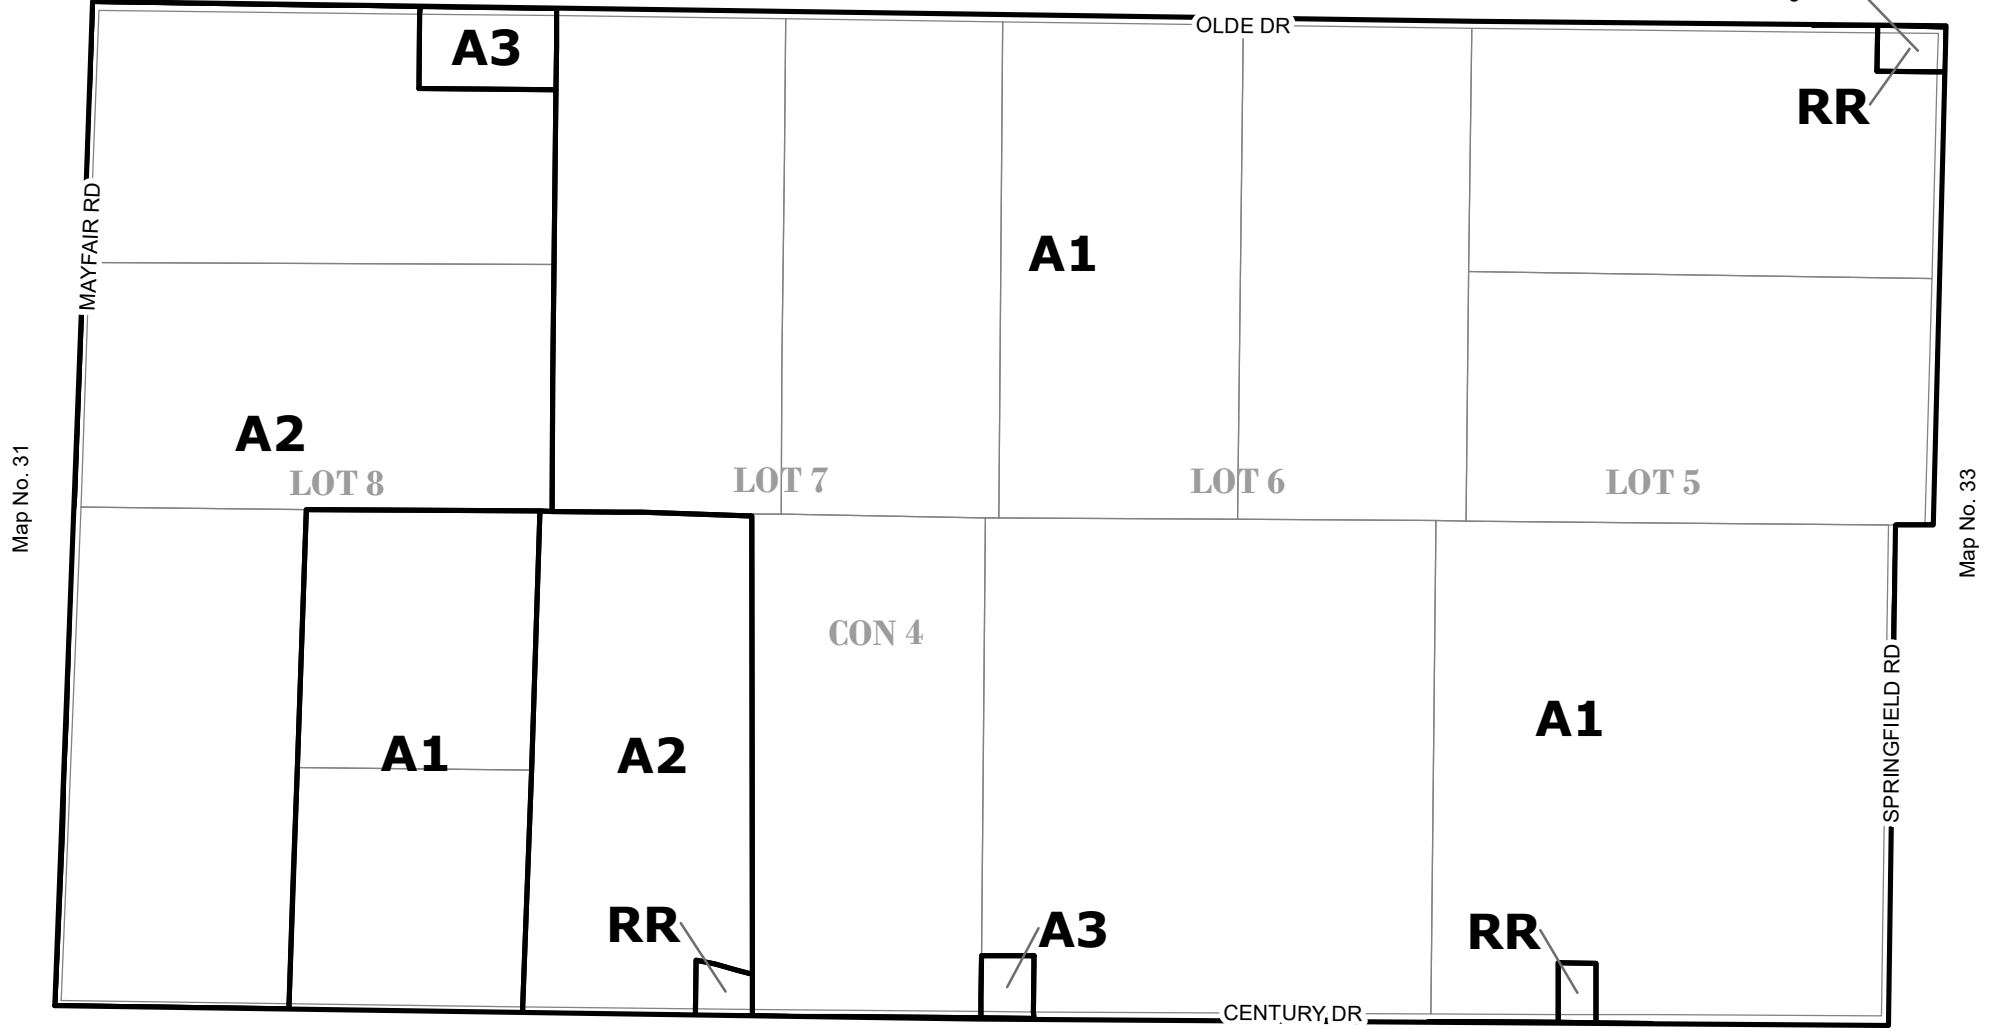 OLDE DR
A3
RR
MAYFAIR RD
A1
A2
Map No. 31
LOT 8
LOT 7
LOT 6
LOT 5
Map No. 33
CON 4
A1
A2
A1
SPRINGFIELD RD
RR
A3
RR
CENTURY DR